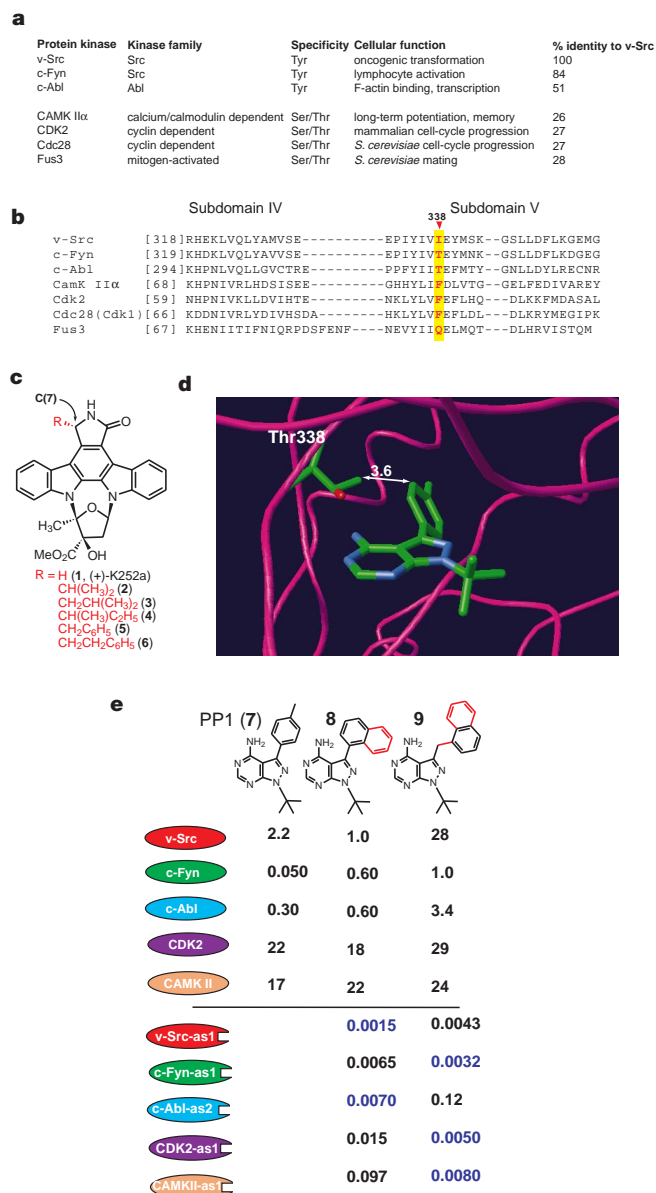 a
Protein kinase Kinase family Specificity Cellular function % identity to v-Src
v-Src Src Tyr oncogenic transformation 100
c-Fyn Src Tyr lymphocyte activation 84
c-Abl Abl Tyr F-actin binding, transcription 51
CAMK IIα calcium/calmodulin dependent Ser/Thr long-term potentiation, memory 26
CDK2 cyclin dependent Ser/Thr mammalian cell-cycle progression 27
Cdc28 cyclin dependent Ser/Thr S. cerevisiae cell-cycle progression 27
Fus3 mitogen-activated Ser/Thr S. cerevisiae mating 28
b
Subdomain IV Subdomain V
338
v-Src [318] RHEKLVQLYAMVSE----------EPIYIVIEYMSK--GSLLDFLKGEMG
c-Fyn [319] KHDKLVQLYAVVSE----------EPIYIVTEYMNK--GSLLDFLKDGEG
c-Abl [294] KHPNLVQLLGVCTRE---------PPFYIITEFMTY--GNLLDYLRECNR
CamK IIα [68] KHPNIVRLHDSISEE---------GHHYLIFDLVTG--GELFEDIVAREY
Cdk2 [59] NHPNIVKLLDVIHTE---------NKLYLVFEFLHQ--DLKKFMDASAL
Cdc28(Cdk1) [66] KDDNIVRLYDIVHSDA--------HKLYLVFEFLDL--DLKRYMEGIPK
Fus3 [67] KHENIITIFNIQRPDSFENF----NEVYIIQELMQT--DLHRVISTQM
c
C(7)
H
N
R
O
N
N
O
H3C
MeO2C
OH
R = H (1, (+)-K252a)
CH(CH3)2 (2)
CH2CH(CH3)2 (3)
CH(CH3)C2H5 (4)
CH2C6H5 (5)
CH2CH2C6H5 (6)
d
Thr338
3.6
e
PP1 (7) 8 9
NH2 NH2 NH2
N N N
N N N
N N N
N N N
v-Src 2.2 1.0 28
c-Fyn 0.050 0.60 1.0
c-Abl 0.30 0.60 3.4
CDK2 22 18 29
CAMK II 17 22 24
v-Src-as1 0.0015 0.0043
c-Fyn-as1 0.0065 0.0032
c-Abl-as2 0.0070 0.12
CDK2-as1 0.015 0.0050
CAMKII-as1 0.097 0.0080